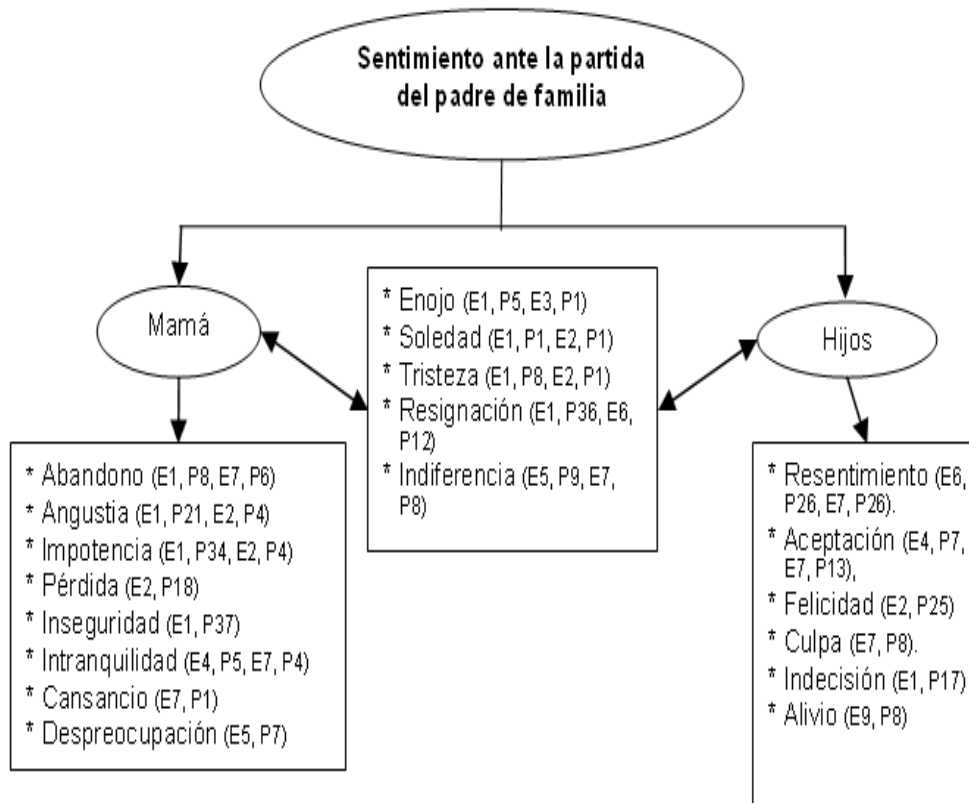 Sentimiento ante la partida
del padre de familia
Mamá
* Enojo (E1, P5, E3, P1)
* Soledad (E1, P1, E2, P1)
* Tristeza (E1, P8, E2, P1)
* Resignación (E1, P36, E6,
P12)
* Indiferencia (E5, P9, E7,
P8)
Hijos
* Abandono (E1, P8, E7, P6)
* Angustia (E1, P21, E2, P4)
* Impotencia (E1, P34, E2, P4)
* Pérdida (E2, P18)
* Inseguridad (E1, P37)
* Intranquilidad (E4, P5, E7, P4)
* Cansancio (E7, P1)
* Despreocupación (E5, P7)
* Resentimiento (E6,
P26, E7, P26).
* Aceptación (E4, P7,
E7, P13),
* Felicidad (E2, P25)
* Culpa (E7, P8).
* Indecisión (E1, P17)
* Alivio (E9, P8)